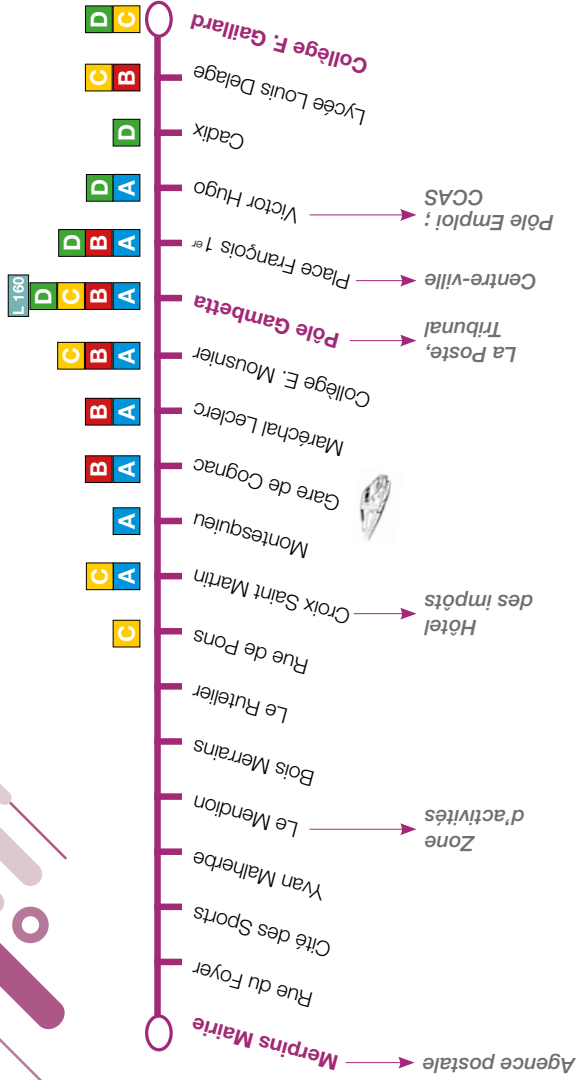 Agence postale
Merpins Mairie
Rue du Foyer
Cité des Sports
Yvan Malherbe
Zone
d'activités
Le Mendion
Bois Merrains
Le Rutelier
Rue de Pons
C
Hôtel
des impôts
Croix Saint Martin
A C
Montesquieu
A
Gare de Cognac
A B
Maréchal Leclerc
A B
Collège E. Mousnier
A B C
La Poste,
Tribunal
Pôle Gambetta
A B C D L 160
Centre-ville
Place François 1er
A B D
Pôle Emploi ;
CCAS
Victor Hugo
A D
Cadix
D
Lycée Louis Delage
B C
Collège F. Gaillard
C D